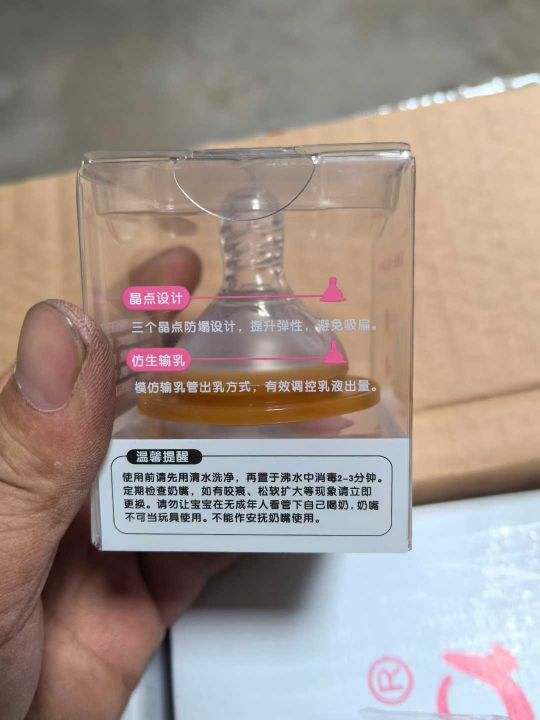 晶点设计
三个晶点防塌设计，提升弹性，避免吸扁。
仿生输乳
模仿输乳管出乳方式，有效调控乳液出量。
温馨提醒
使用前请先用清水洗净，再置于沸水中消毒2-3分钟。
定期检查奶嘴，如有咬痕、松软扩大等现象请立即
更换。请勿让宝宝在无成年人看管下自己喝奶，奶嘴
不可当玩具使用。不能作安抚奶嘴使用。
®